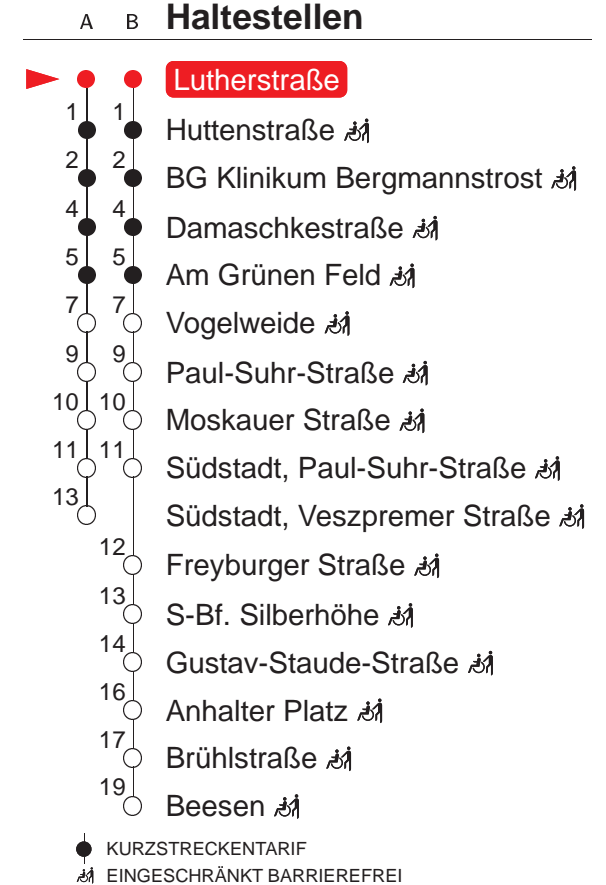 A B Haltestellen
Lutherstraße
1 1 Huttenstraße
2 2 BG Klinikum Bergmannstrost
4 4 Damaschkestraße
5 5 Am Grünen Feld
7 7 Vogelweide
9 9 Paul-Suhr-Straße
10 10 Moskauer Straße
11 11 Südstadt, Paul-Suhr-Straße
13 Südstadt, Veszpremer Straße
12 Freyburger Straße
13 S-Bf. Silberhöhe
14 Gustav-Staude-Straße
16 Anhalter Platz
17 Brühlstraße
19 Beesen
KURZSTRECKENTARIF
EINGESCHRÄNKT BARRIEREFREI